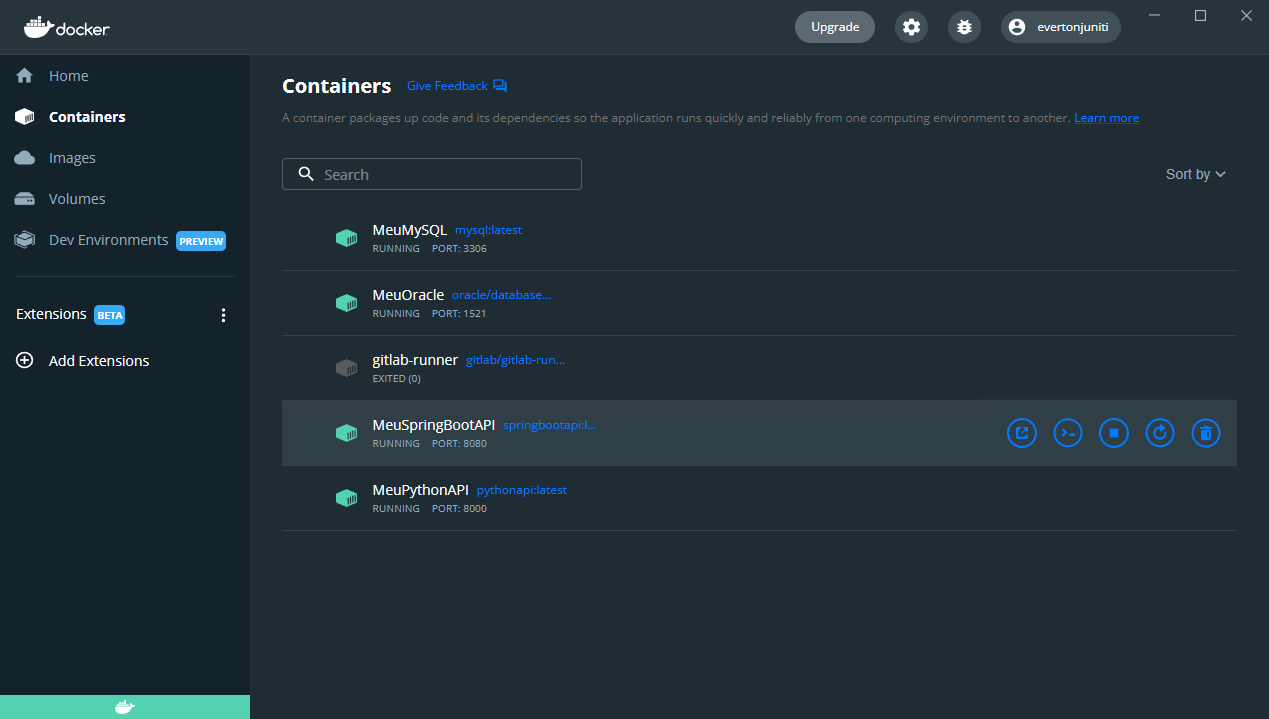 docker
Upgrade
evertonjuniti
Home
Containers
Images
Volumes
Dev Environments PREVIEW
Extensions BETA
Add Extensions
Containers Give Feedback
A container packages up code and its dependencies so the application runs quickly and reliably from one computing environment to another. Learn more
Search
Sort by
MeuMySQL mysql:latest
RUNNING PORT: 3306
MeuOracle oracle/database...
RUNNING PORT: 1521
gitlab-runner gitlab/gitlab-run...
EXITED (0)
MeuSpringBootAPI springbootapi:l...
RUNNING PORT: 8080
MeuPythonAPI pythonapi:latest
RUNNING PORT: 8000